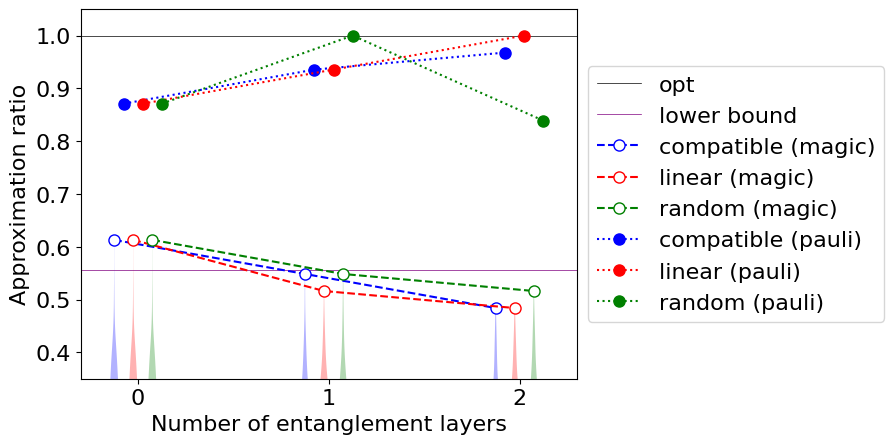 1.0
0.9
0.8
0.7
0.6
0.5
0.4
Approximation ratio
0
1
2
Number of entanglement layers
opt
lower bound
compatible (magic)
linear (magic)
random (magic)
compatible (pauli)
linear (pauli)
random (pauli)